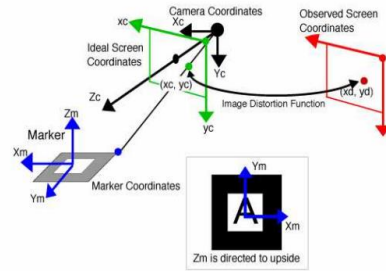 Camera Coordinates
xc
Xc
Observed Screen
Coordinates
Ideal Screen
Coordinates
Yc
Zc
(xc, yc)
(xd, yd)
Image Distortion Function
yc
Zm
Marker
Xm
Ym
Marker Coordinates
Ym
A
Xm
Zm is directed to upside